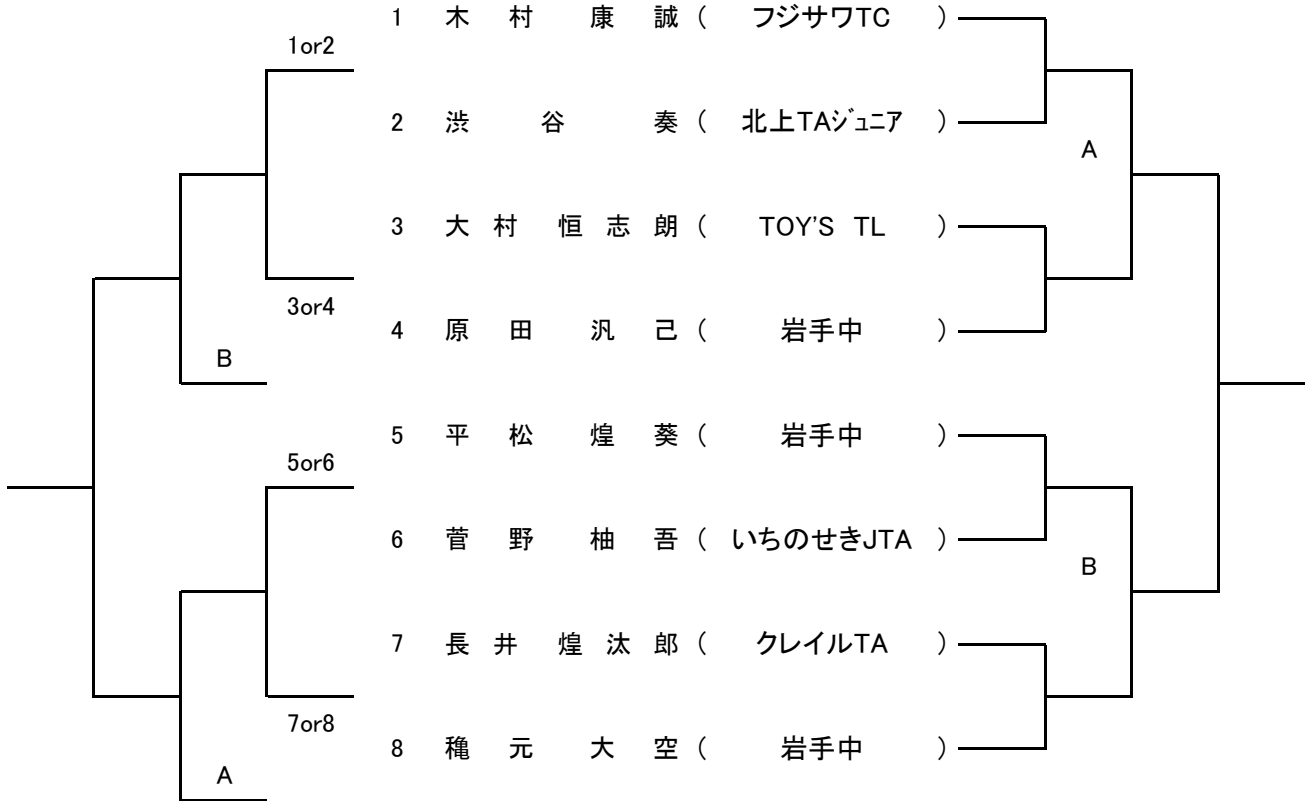 1 木村 康誠 ( フジサワTC )
1or2
2 渋谷 奏 ( 北上TAジュニア )
A
3 大村 恒志朗 ( TOY'S TL )
3or4
4 原田 汎己 ( 岩手中 )
B
5 平松 煌葵 ( 岩手中 )
5or6
6 菅野 柚吾 ( いちのせきJTA )
B
7 長井 煌汰郎 ( クレイルTA )
7or8
8 穐元 大空 ( 岩手中 )
A